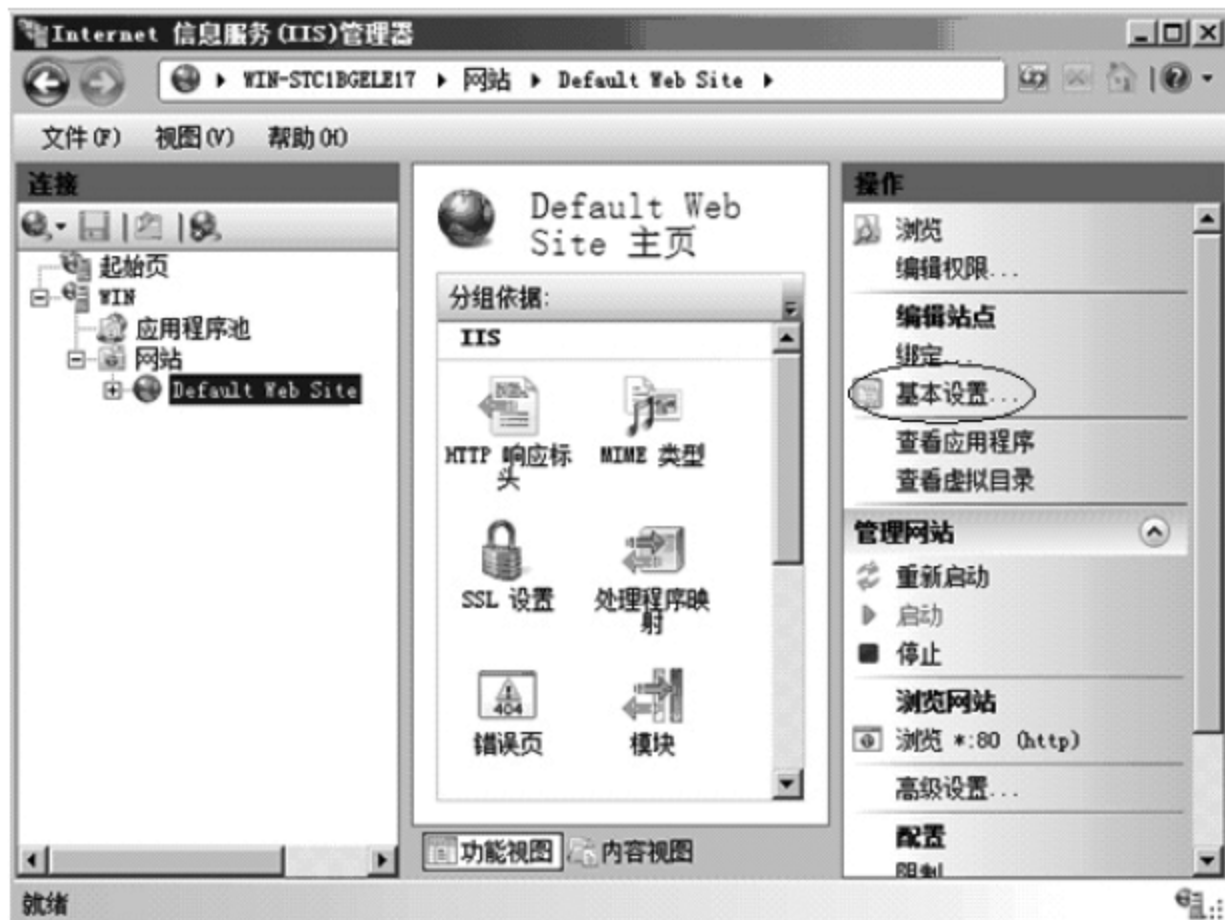 Internet 信息服务(IIS)管理器
WIN-STC1BGELE17 网站 Default Web Site
文件(F) 视图(V) 帮助(H)
连接
起始页
WIN
应用程序池
网站
Default Web Site
Default Web
Site 主页
分组依据:
IIS
HTTP 响应标
头
MIME 类型
SSL 设置
处理程序映
射
404
错误页
模块
功能视图
内容视图
操作
浏览
编辑权限...
编辑站点
绑定...
基本设置...
查看应用程序
查看虚拟目录
管理网站
重新启动
启动
停止
浏览网站
浏览 *:80 (http)
高级设置...
配置
限制
就绪